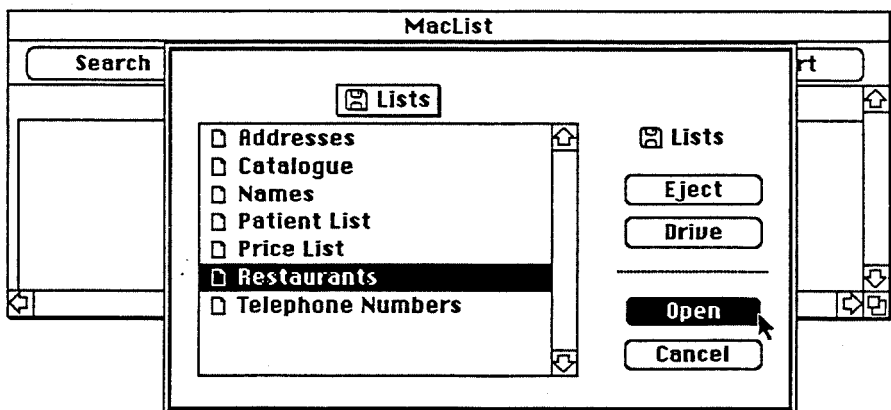 MacList
Search
rt
Lists
Addresses
Catalogue
Names
Patient List
Price List
Restaurants
Telephone Numbers
Lists
Eject
Drive
Open
Cancel